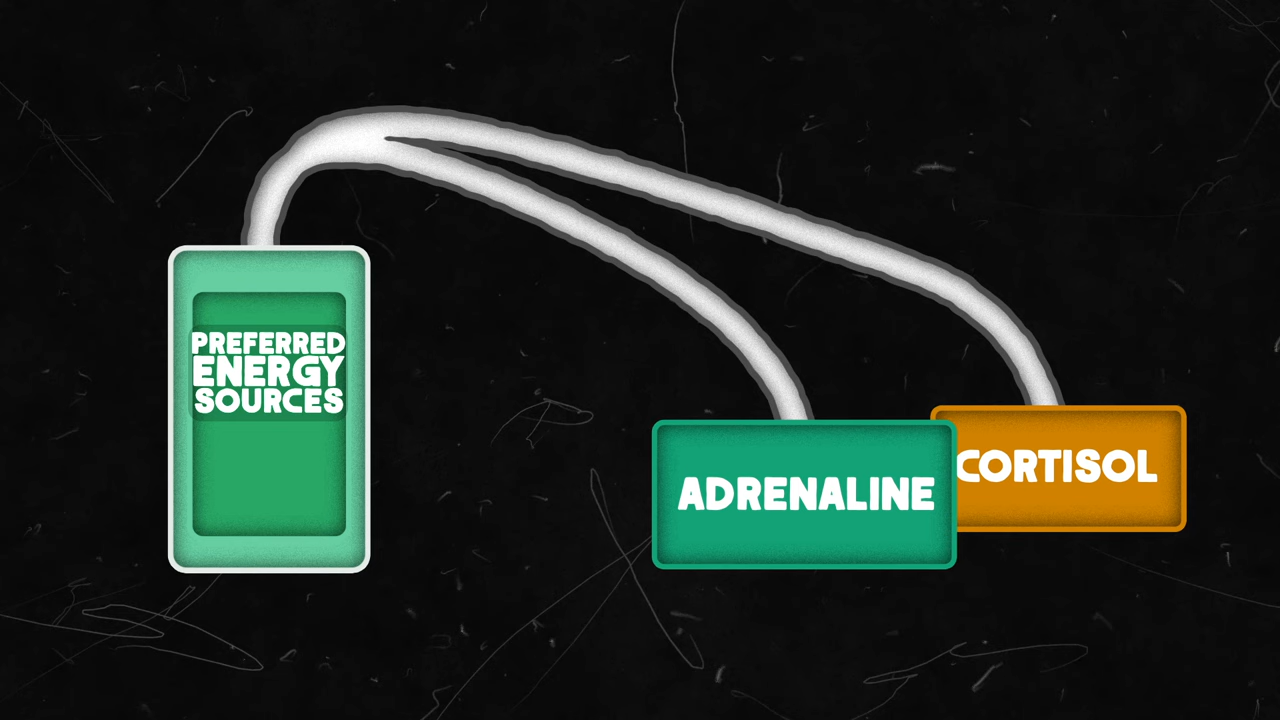 PREFERRED
ENERGY
SOURCES
ADRENALINE
CORTISOL